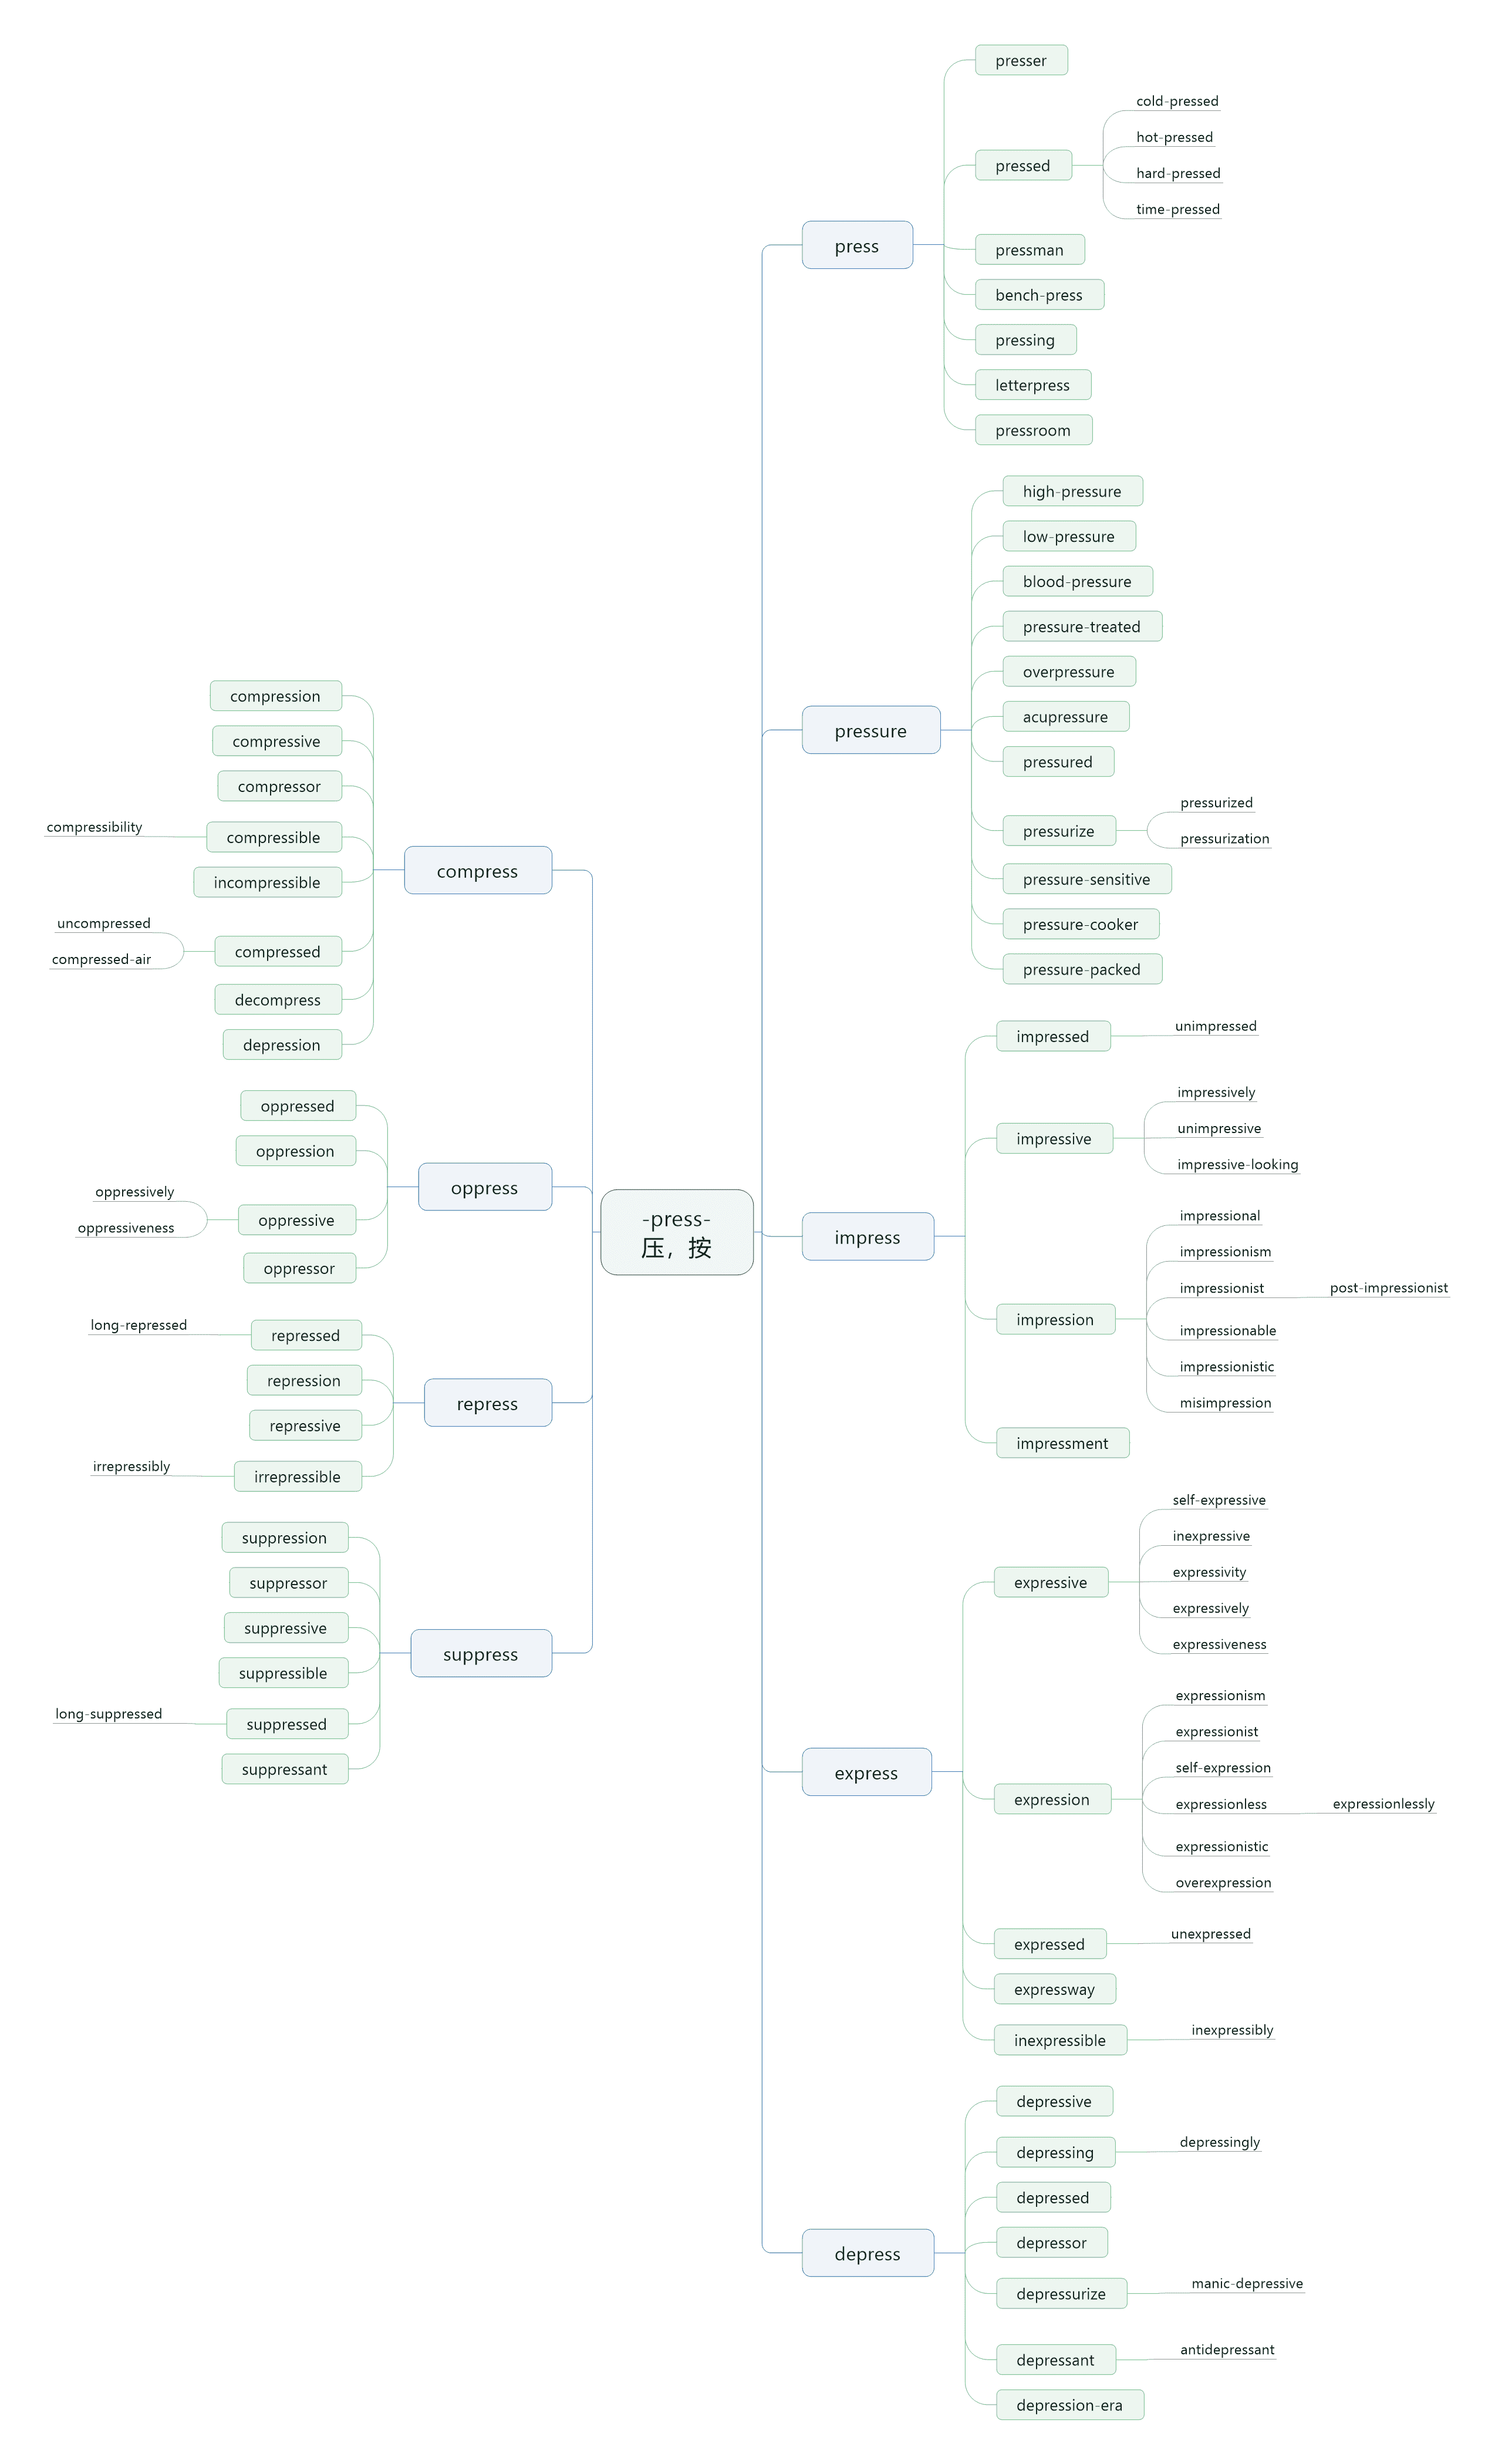 -press-
压，按
press
presser
pressed
cold-pressed
hot-pressed
hard-pressed
time-pressed
pressman
bench-press
pressing
letterpress
pressroom
pressure
high-pressure
low-pressure
blood-pressure
pressure-treated
overpressure
acupressure
pressured
pressurize
pressurized
pressurization
pressure-sensitive
pressure-cooker
pressure-packed
impress
impressed
unimpressed
impressive
impressively
unimpressive
impressive-looking
impression
impressional
impressionism
impressionist
post-impressionist
impressionable
impressionistic
misimpression
impressment
express
expressive
self-expressive
inexpressive
expressivity
expressively
expressiveness
expression
expressionism
expressionist
self-expression
expressionless
expressionlessly
expressionistic
overexpression
expressed
unexpressed
expressway
inexpressible
inexpressibly
depress
depressive
depressing
depressingly
depressed
depressor
depressurize
manic-depressive
depressant
antidepressant
depression-era
compress
compression
compressive
compressor
compressible
compressibility
incompressible
compressed
uncompressed
compressed-air
decompress
depression
oppress
oppressed
oppression
oppressive
oppressively
oppressiveness
oppressor
repress
repressed
long-repressed
repression
repressive
irrepressible
irrepressibly
suppress
suppression
suppressor
suppressive
suppressible
suppressed
long-suppressed
suppressant